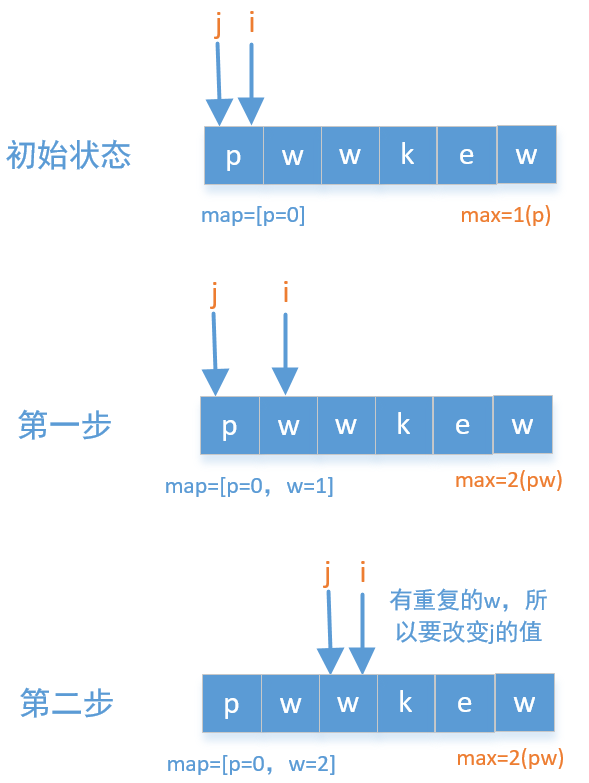 j i
初始状态
p w w k e w
map=[p=0]
max=1(p)
j i
第一步
p w w k e w
map=[p=0，w=1]
max=2(pw)
j i
有重复的w，所
以要改变j的值
第二步
p w w k e w
map=[p=0，w=2]
max=2(pw)